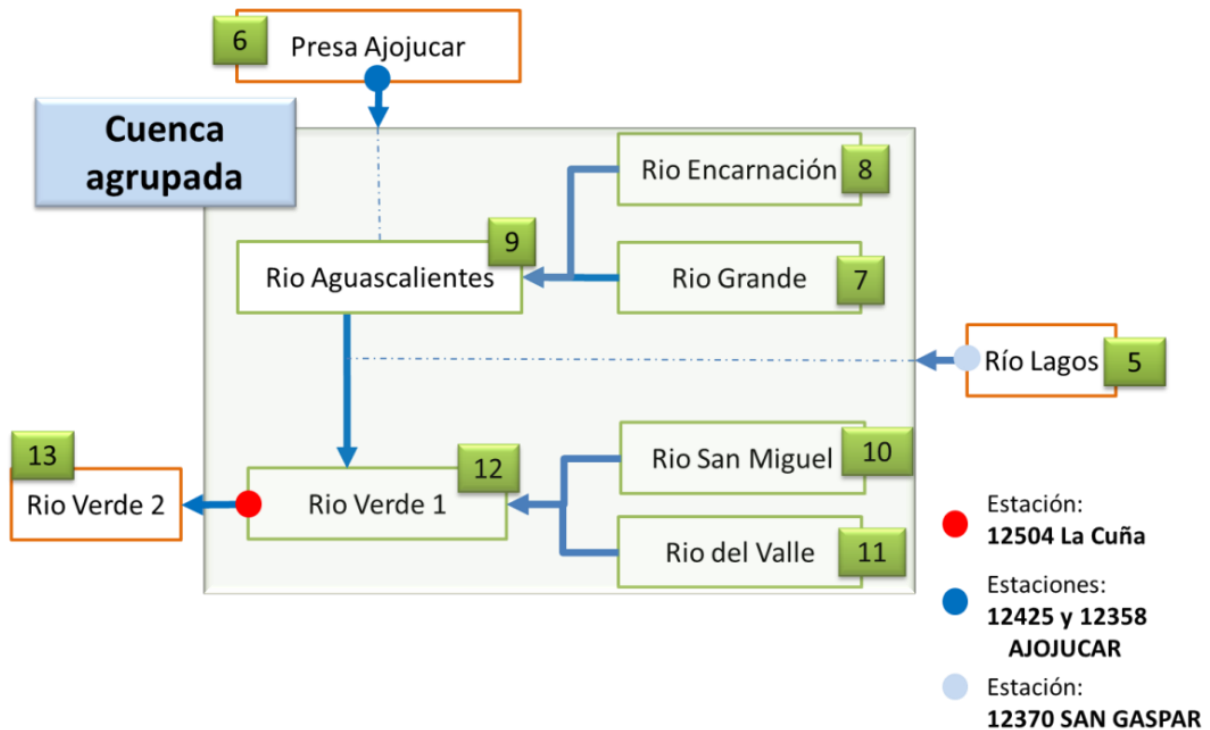 6
Presa Ajojucar
Cuenca
agrupada
Rio Encarnación
8
9
Rio Aguascalientes
Rio Grande
7
Río Lagos
5
13
Rio Verde 2
12
Rio Verde 1
Rio San Miguel
10
Rio del Valle
11
Estación:
12504 La Cuña
Estaciones:
12425 y 12358
AJOJUCAR
Estación:
12370 SAN GASPAR